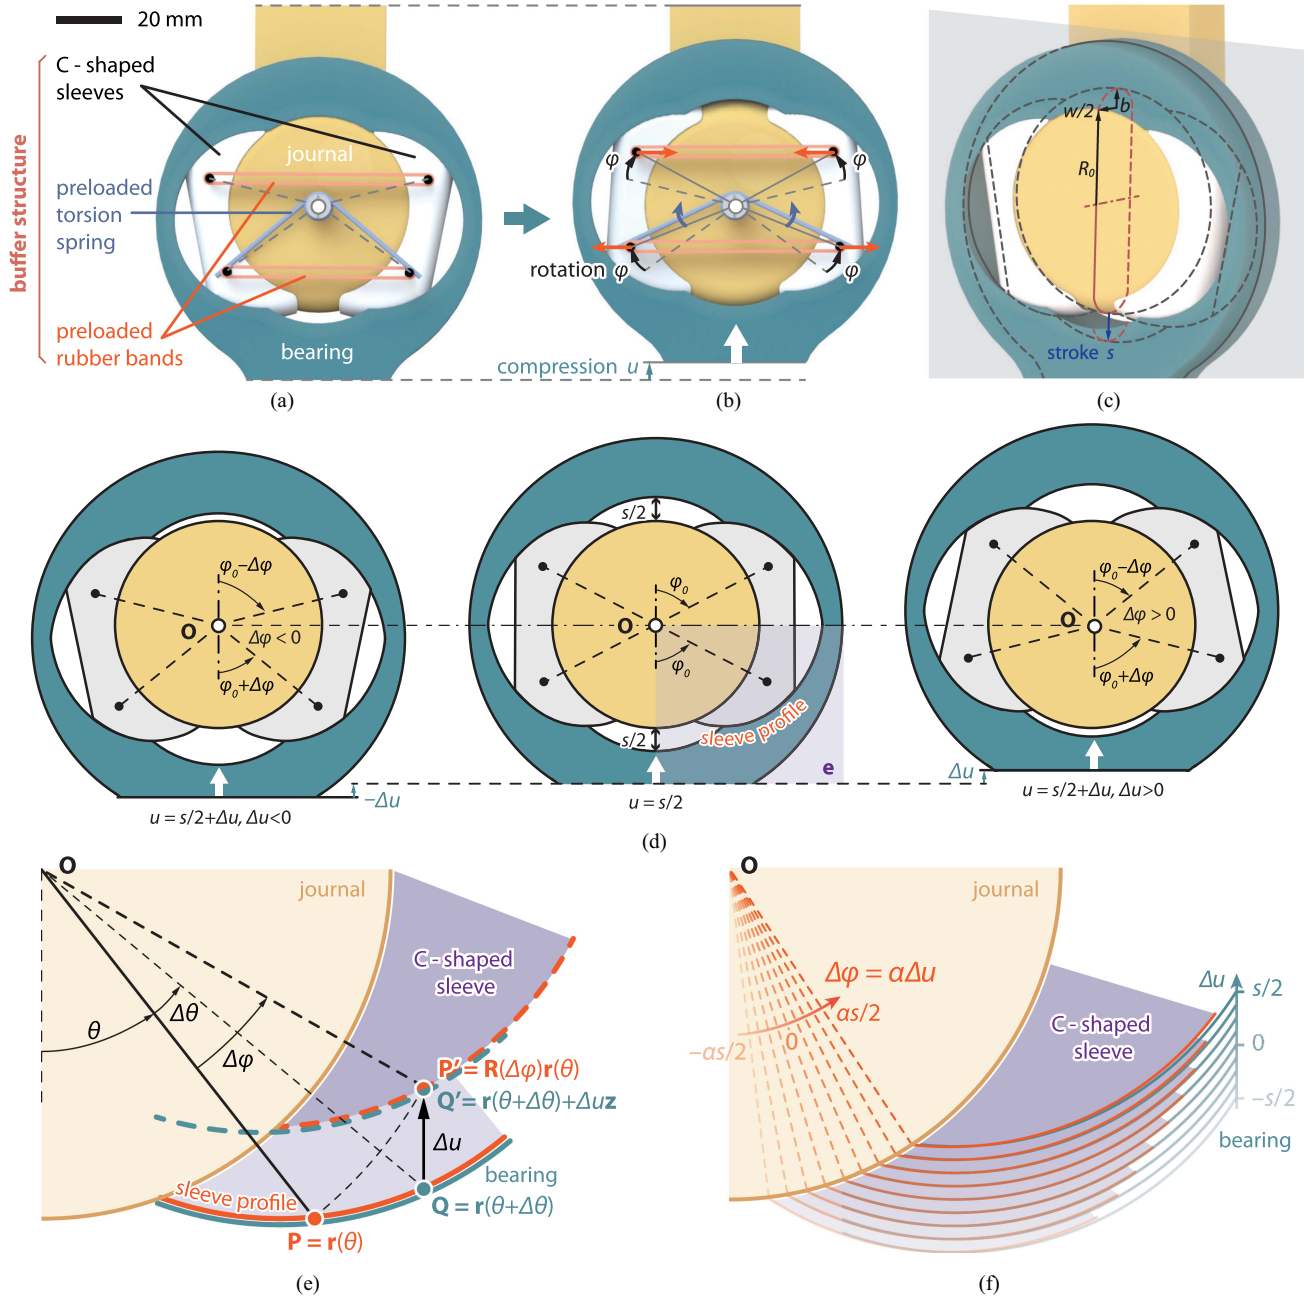 20 mm
C - shaped
sleeves
buffer structure
preloaded
torsion
spring
preloaded
rubber bands
journal
bearing
(a)
φ
φ
rotation φ
φ
compression u
(b)
w/2
b
R₀
stroke s
(c)
φ₀−Δφ
O
Δφ < 0
φ₀+Δφ
−Δu
u = s/2+Δu, Δu<0
s/2
φ₀
O
φ₀
s/2
sleeve profile
e
u = s/2
φ₀−Δφ
O
Δφ > 0
φ₀+Δφ
Δu
u = s/2+Δu, Δu>0
(d)
O
journal
C - shaped
sleeve
θ
Δθ
Δφ
P' = R(Δφ)r(θ)
Q' = r(θ+Δθ)+Δuz
Δu
bearing
sleeve profile
Q = r(θ+Δθ)
P = r(θ)
(e)
O
journal
Δφ = αΔu
αs/2
0
−αs/2
C - shaped
sleeve
Δu
s/2
0
−s/2
bearing
(f)